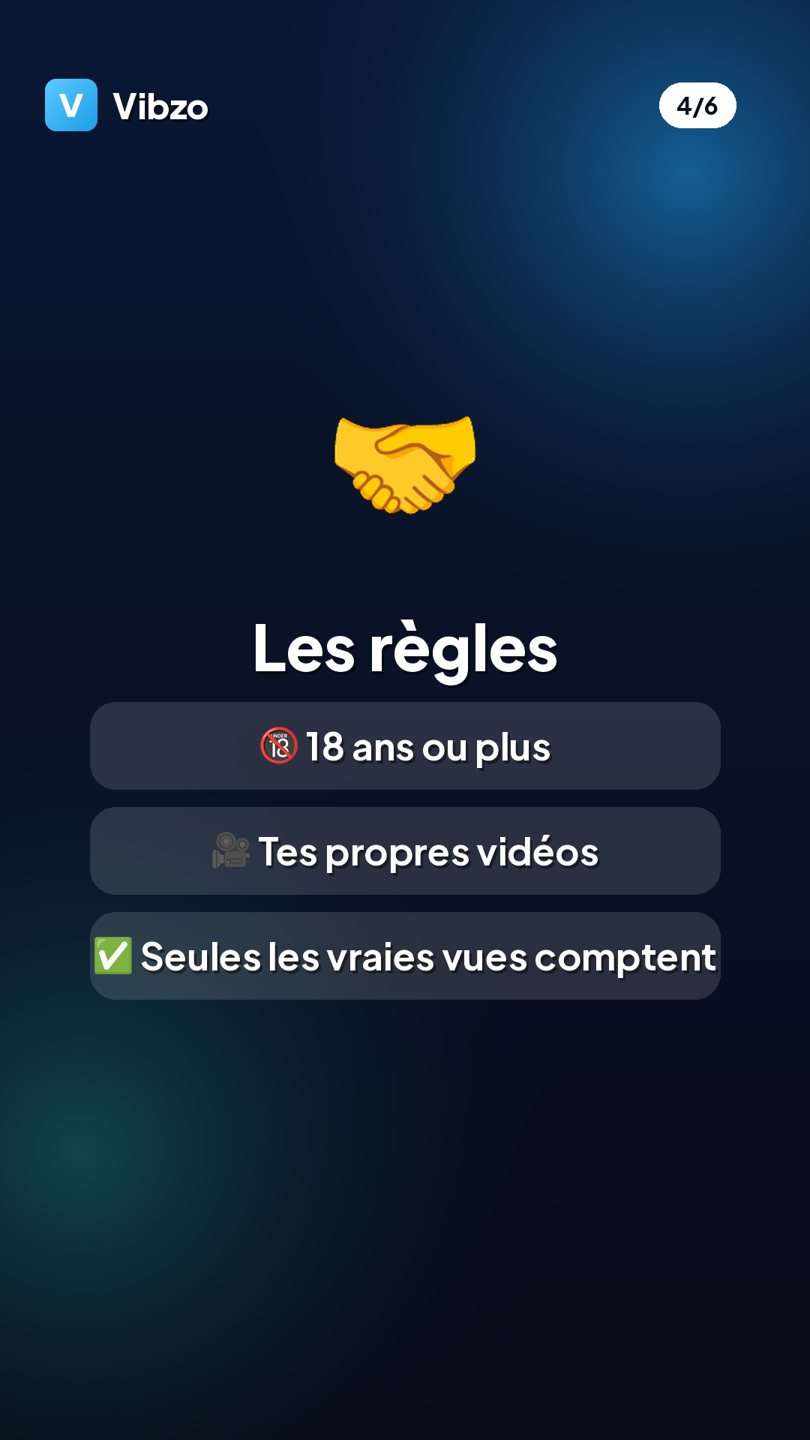 V Vibzo
4/6
Les règles
🔞 18 ans ou plus
🎥 Tes propres vidéos
✅ Seules les vraies vues comptent